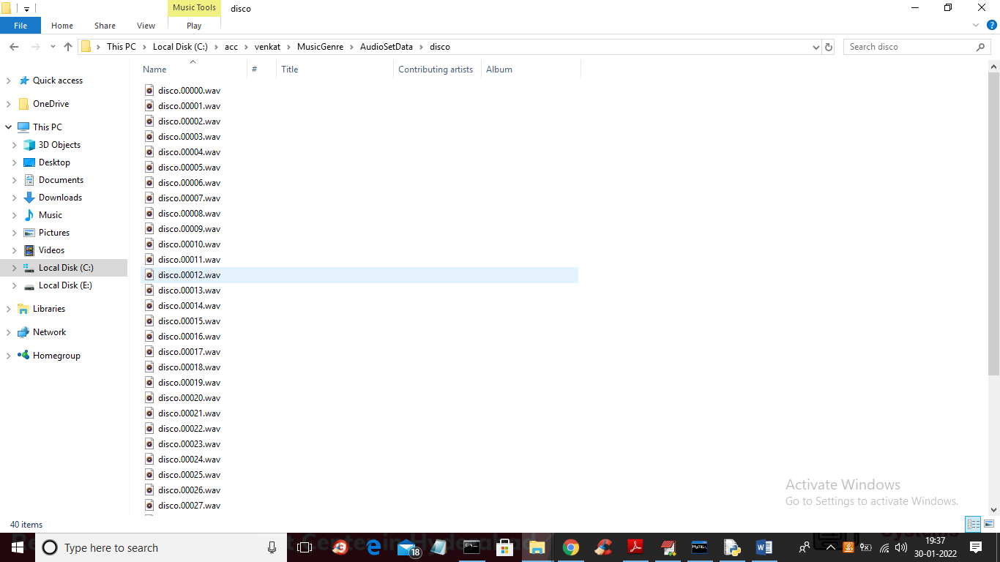 Music Tools
disco
File
Home
Share
View
Play
This PC
Local Disk (C:)
acc
venkat
MusicGenre
AudioSetData
disco
Search disco
Name
#
Title
Contributing artists
Album
Quick access
OneDrive
This PC
3D Objects
Desktop
Documents
Downloads
Music
Pictures
Videos
Local Disk (C:)
Local Disk (E:)
Libraries
Network
Homegroup
disco.00000.wav
disco.00001.wav
disco.00002.wav
disco.00003.wav
disco.00004.wav
disco.00005.wav
disco.00006.wav
disco.00007.wav
disco.00008.wav
disco.00009.wav
disco.00010.wav
disco.00011.wav
disco.00012.wav
disco.00013.wav
disco.00014.wav
disco.00015.wav
disco.00016.wav
disco.00017.wav
disco.00018.wav
disco.00019.wav
disco.00020.wav
disco.00021.wav
disco.00022.wav
disco.00023.wav
disco.00024.wav
disco.00025.wav
disco.00026.wav
disco.00027.wav
Activate Windows
Go to Settings to activate Windows.
40 items
Type here to search
18
MySQL
19:37
30-01-2022